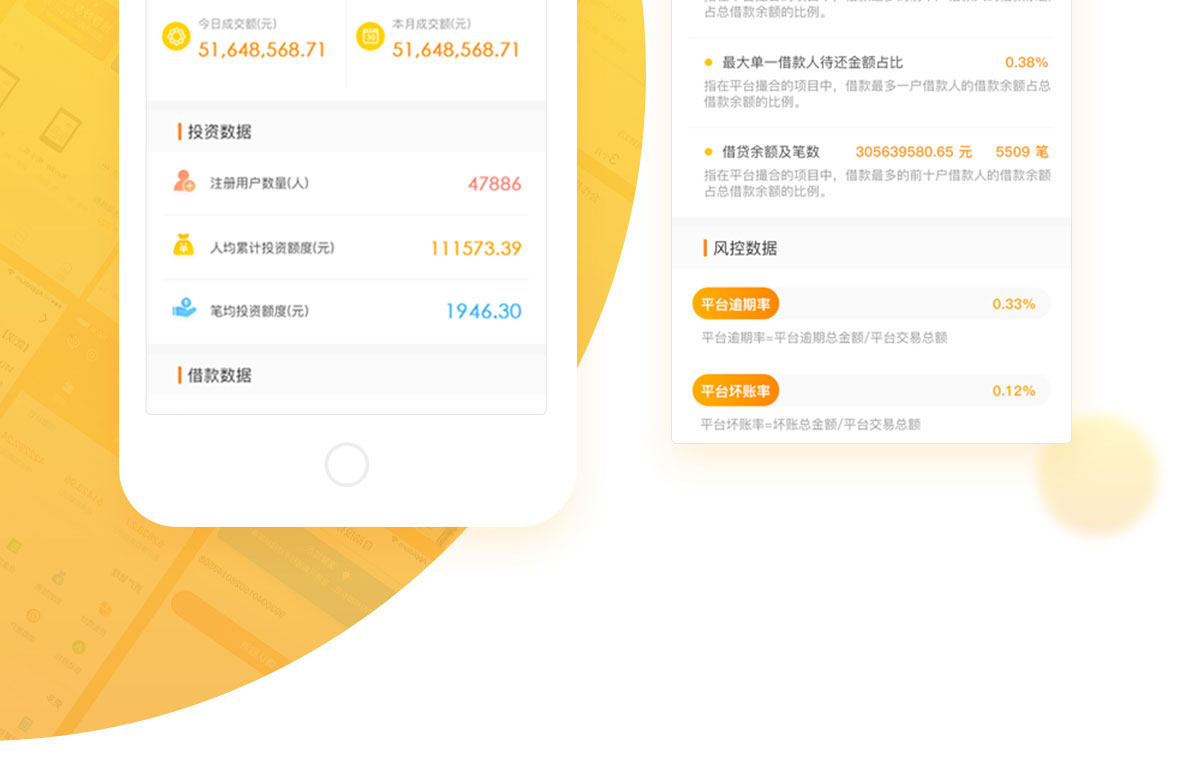 今日成交额(元)
51,648,568.71
本月成交额(元)
51,648,568.71
投资数据
注册用户数量(人)
47886
人均累计投资额度(元)
111573.39
笔均投资额度(元)
1946.30
借款数据
占总借款余额的比例。
最大单一借款人待还金额占比
0.38%
指在平台撮合的项目中，借款最多一户借款人的借款余额占总
借款余额的比例。
借贷余额及笔数
305639580.65 元
5509 笔
指在平台撮合的项目中，借款最多的前十户借款人的借款余额
占总借款余额的比例。
风控数据
平台逾期率
0.33%
平台逾期率=平台逾期总金额/平台交易总额
平台坏账率
0.12%
平台坏账率=坏账总金额/平台交易总额